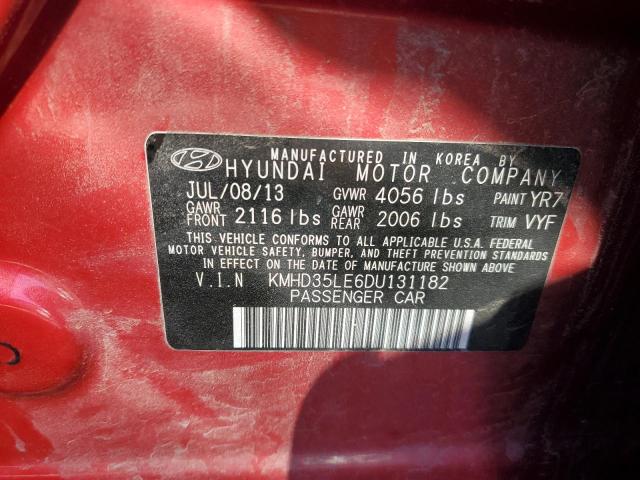 MANUFACTURED IN KOREA BY
HYUNDAI MOTOR COMPANY
JUL/08/13 GVWR 4056 lbs PAINT YR7
GAWR FRONT 2116 lbs GAWR REAR 2006 lbs TRIM VYF
THIS VEHICLE CONFORMS TO ALL APPLICABLE U.S.A. FEDERAL
MOTOR VEHICLE SAFETY, BUMPER, AND THEFT PREVENTION STANDARDS
IN EFFECT ON THE DATE OF MANUFACTURE SHOWN ABOVE.
V.I.N KMHD35LE6DU131182
PASSENGER CAR